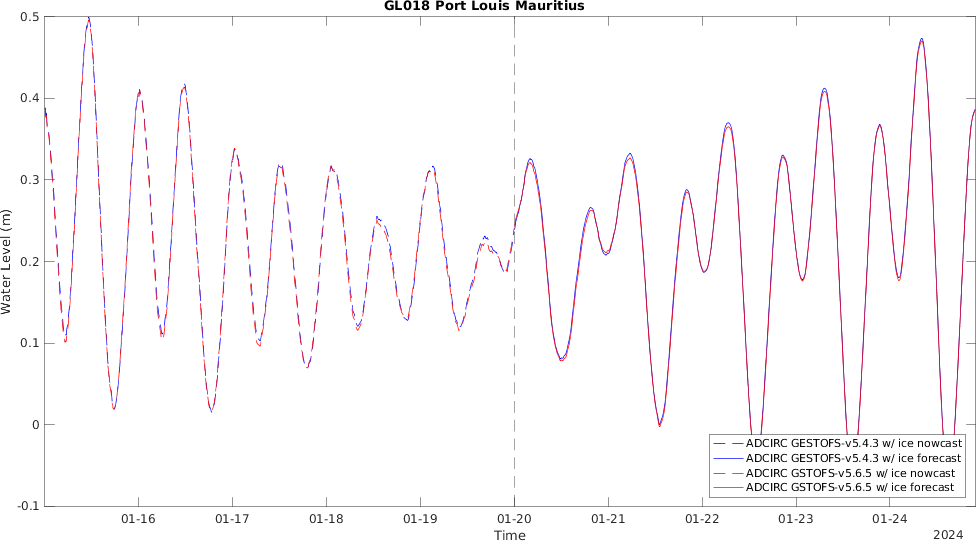 GL018 Port Louis Mauritius
0.5
0.4
0.3
0.2
0.1
0
-0.1
Water Level (m)
ADCIRC GESTOFS-v5.4.3 w/ ice nowcast
ADCIRC GESTOFS-v5.4.3 w/ ice forecast
ADCIRC GSTOFS-v5.6.5 w/ ice nowcast
ADCIRC GSTOFS-v5.6.5 w/ ice forecast
01-16 01-17 01-18 01-19 01-20 01-21 01-22 01-23 01-24
Time
2024